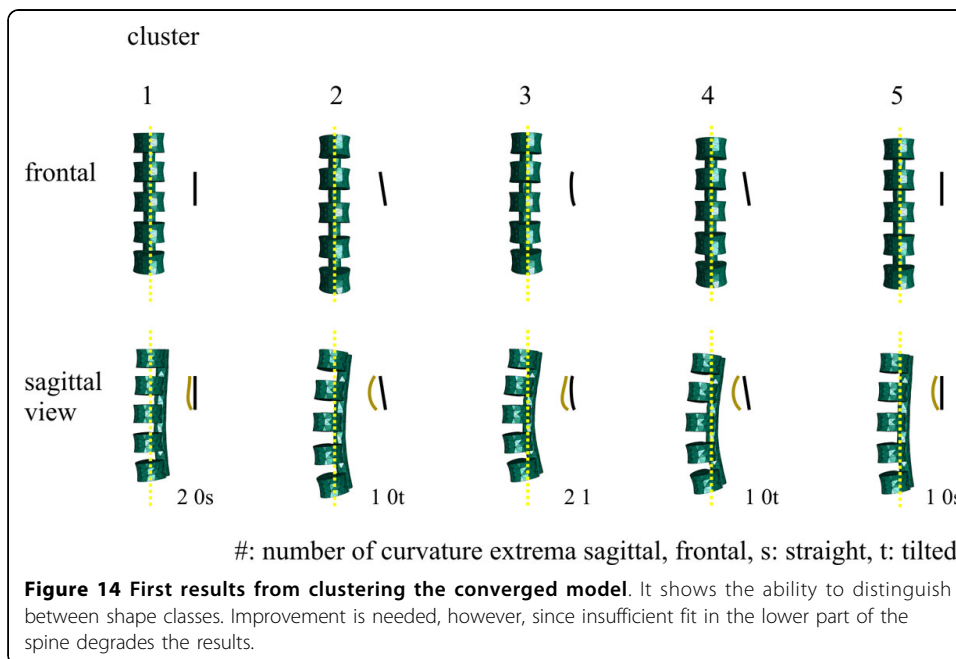 cluster
1 2 3 4 5
frontal
sagittal
view
2 0s 1 0t 2 1 1 0t 1 0s
#: number of curvature extrema sagittal, frontal, s: straight, t: tilted
Figure 14 First results from clustering the converged model. It shows the ability to distinguish
between shape classes. Improvement is needed, however, since insufficient fit in the lower part of the
spine degrades the results.